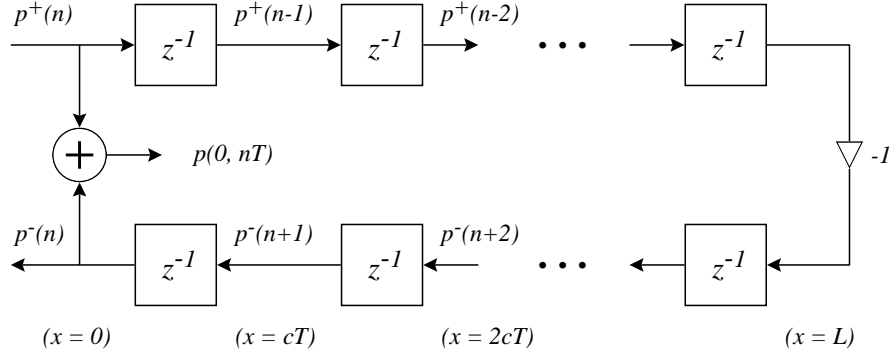 p⁺(n) p⁺(n-1) p⁺(n-2)
z⁻¹ z⁻¹ • • • z⁻¹
+ p(0, nT) -1
p⁻(n) p⁻(n+1) p⁻(n+2)
z⁻¹ z⁻¹ • • • z⁻¹
(x = 0) (x = cT) (x = 2cT) (x = L)